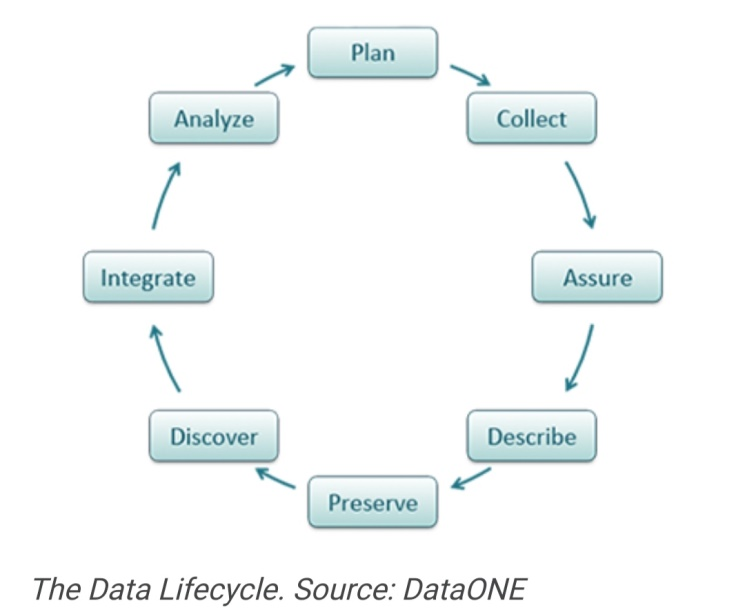 Plan
Collect
Assure
Describe
Preserve
Discover
Integrate
Analyze
The Data Lifecycle. Source: DataONE